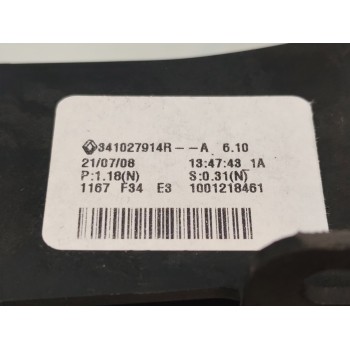 341027914R--A 6.10
21/07/08 13:47:43 1A
P:1.18(N) S:0.31(N)
1167 F34 E3 1001218461